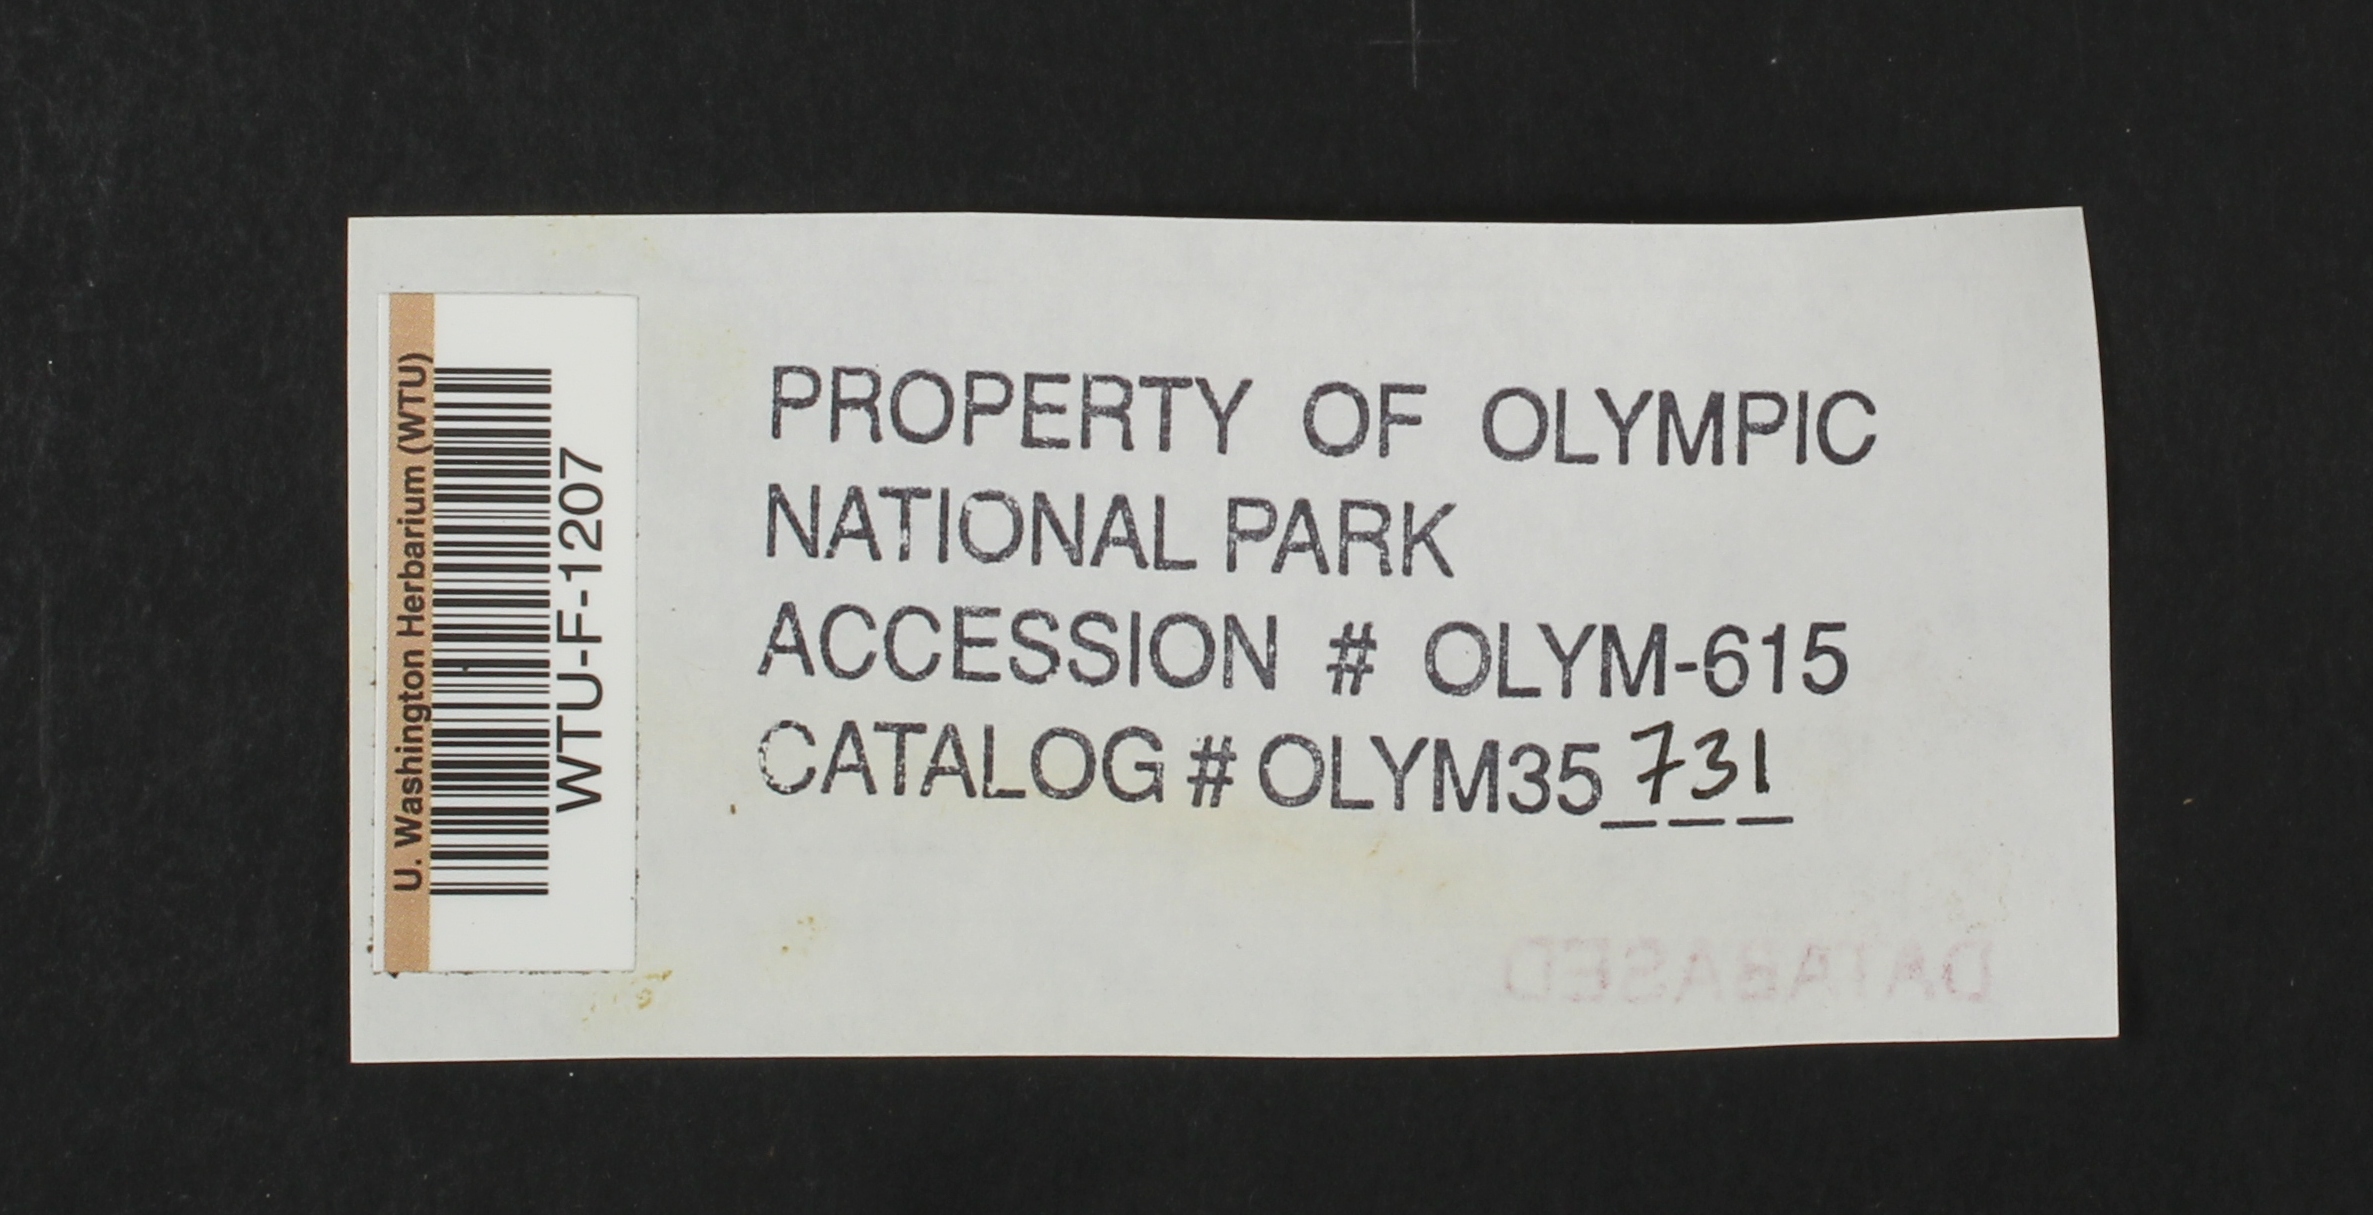 U. Washington Herbarium (WTU)
WTU-F-1207
PROPERTY OF OLYMPIC
NATIONAL PARK
ACCESSION # OLYM-615
CATALOG # OLYM35731
DATABASED